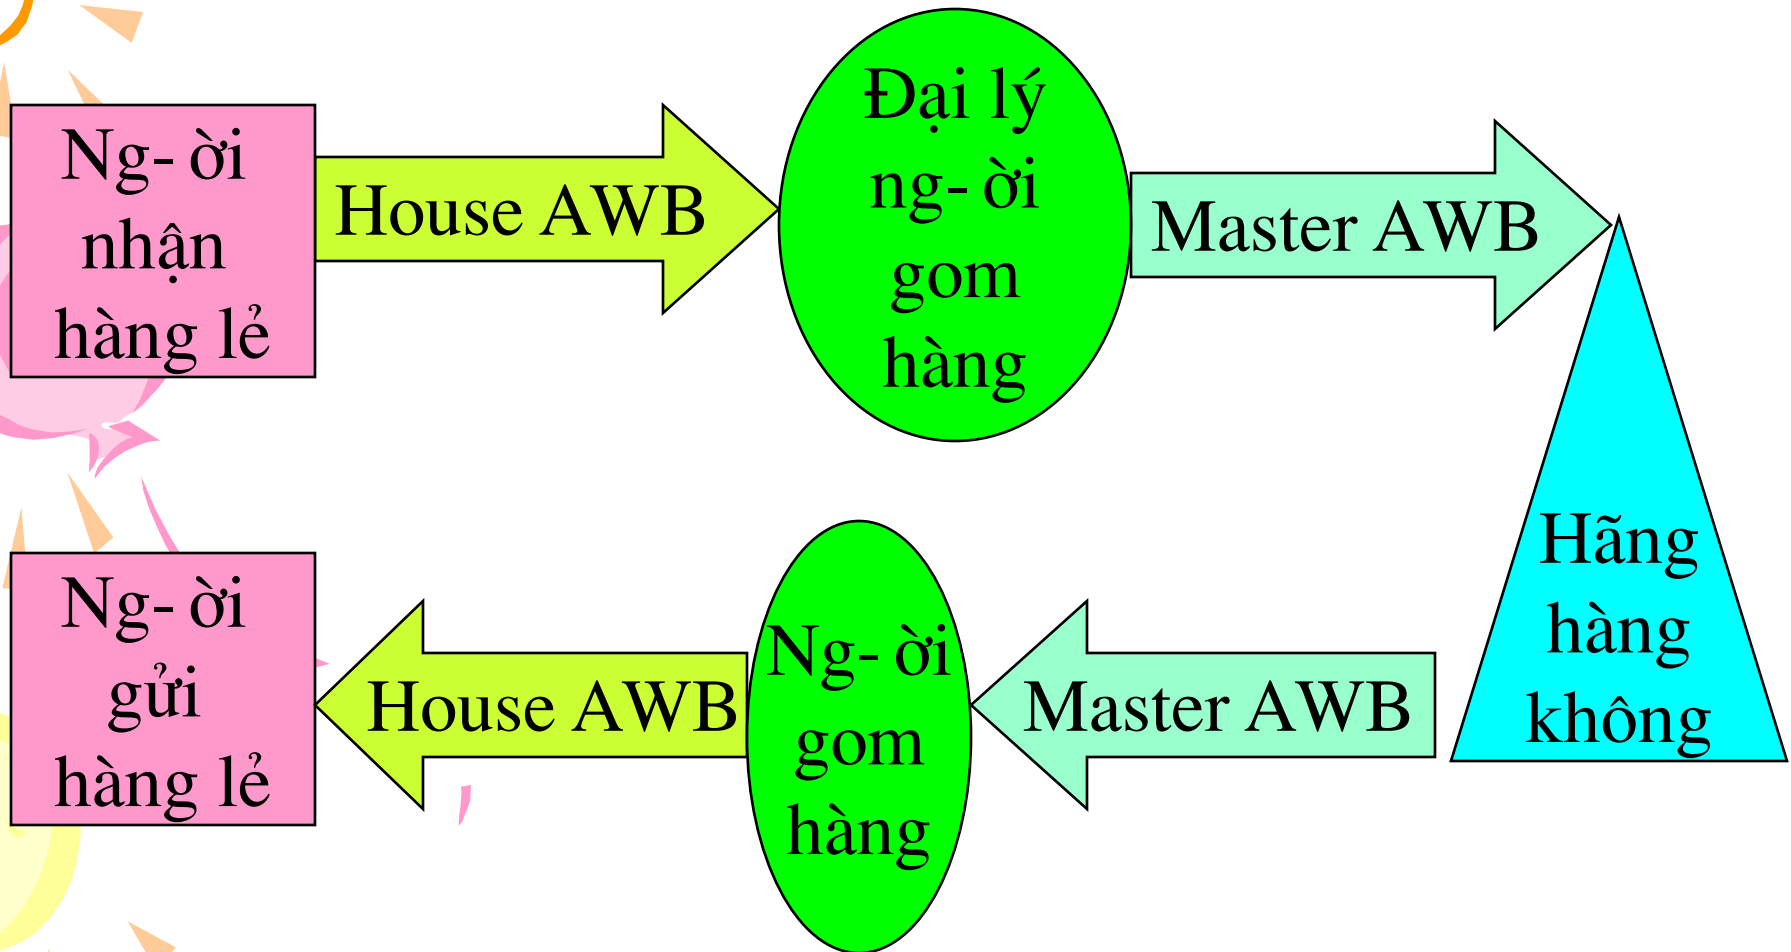 Ng- ời
nhận
hàng lẻ
House AWB
Đại lý
ng- ời
gom
hàng
Master AWB
Hãng
hàng
không
Master AWB
Ng- ời
gom
hàng
House AWB
Ng- ời
gửi
hàng lẻ